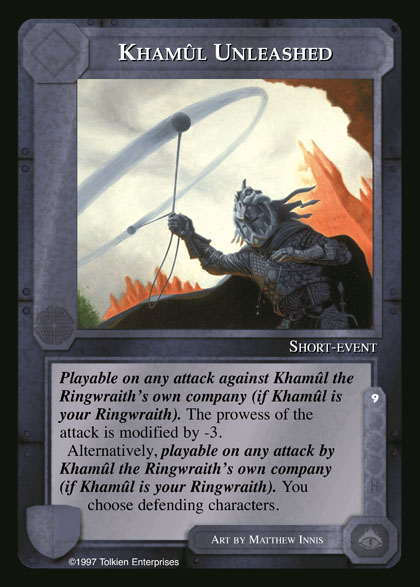 Khamûl Unleashed
Short-event
Playable on any attack against Khamûl the
Ringwraith's own company (if Khamûl is
your Ringwraith). The prowess of the
attack is modified by -3.
Alternatively, playable on any attack by
Khamûl the Ringwraith's own company
(if Khamûl is your Ringwraith). You
choose defending characters.
9
Art by Matthew Innis
©1997 Tolkien Enterprises